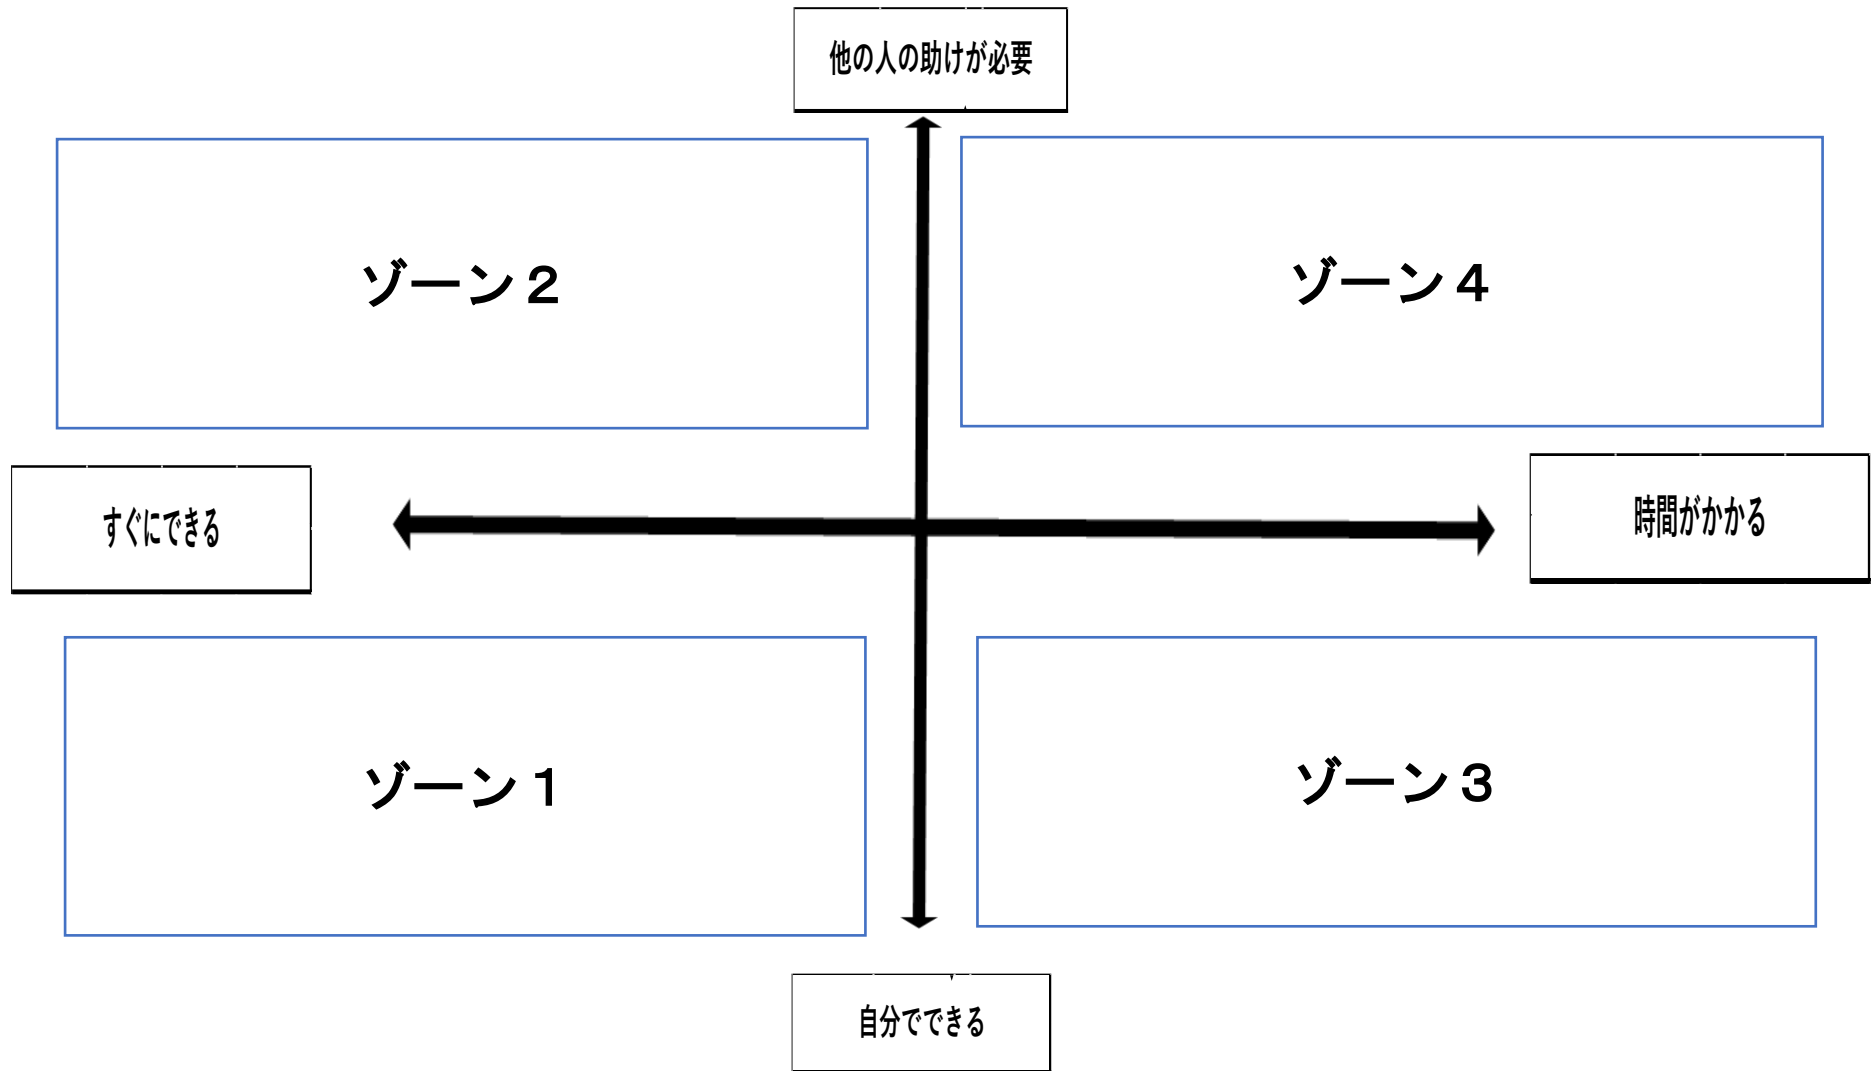 他の人の助けが必要
ゾーン２
ゾーン４
すぐにできる
時間がかかる
ゾーン１
ゾーン３
自分でできる